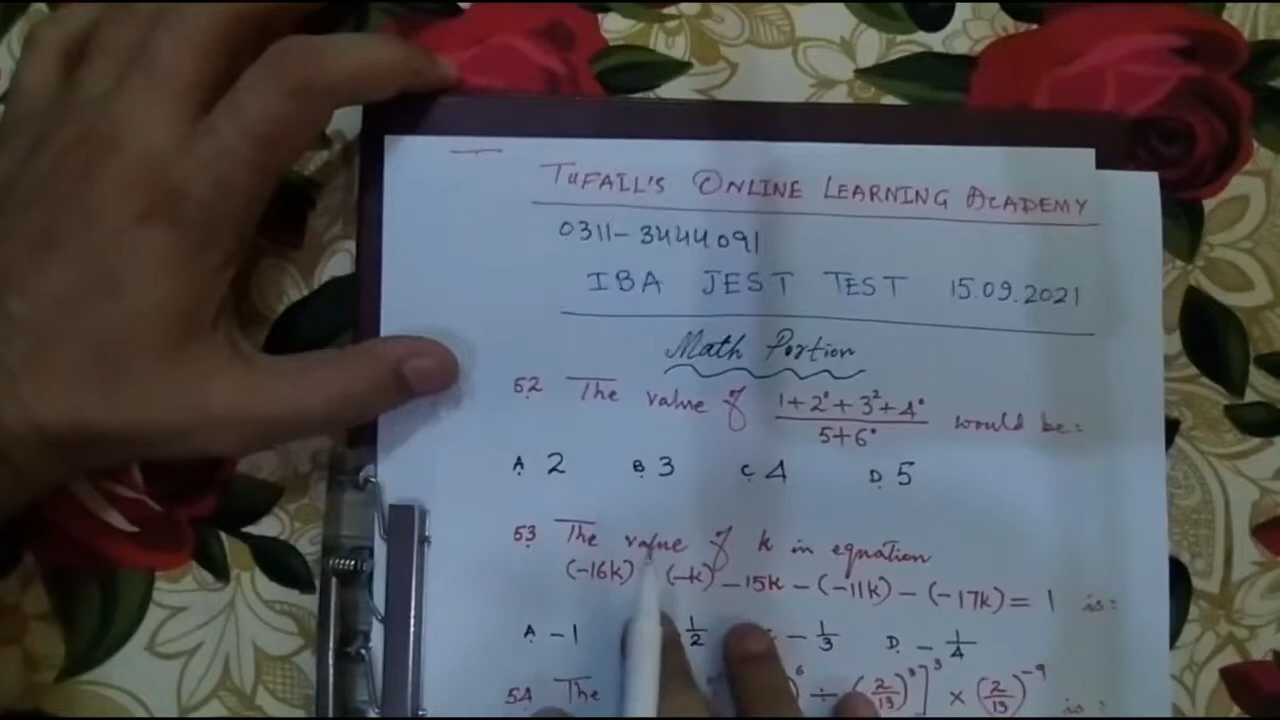 TUFAIL'S ONLINE LEARNING ACADEMY
0311-3444091
IBA JEST TEST 15.09.2021
Math Portion
52 The value of (1+2°+3²+4°)/(5+6°) would be:
A. 2 B. 3 C. 4 D. 5
53 The value of k in equation
(-16k) (-k) -15k - (-11k) - (-17k) = 1 is:
A. -1 1/2 - 1/3 D. - 1/4
54 The )⁶ ÷ (2/13)³]³ × (2/13)⁻⁹ is: